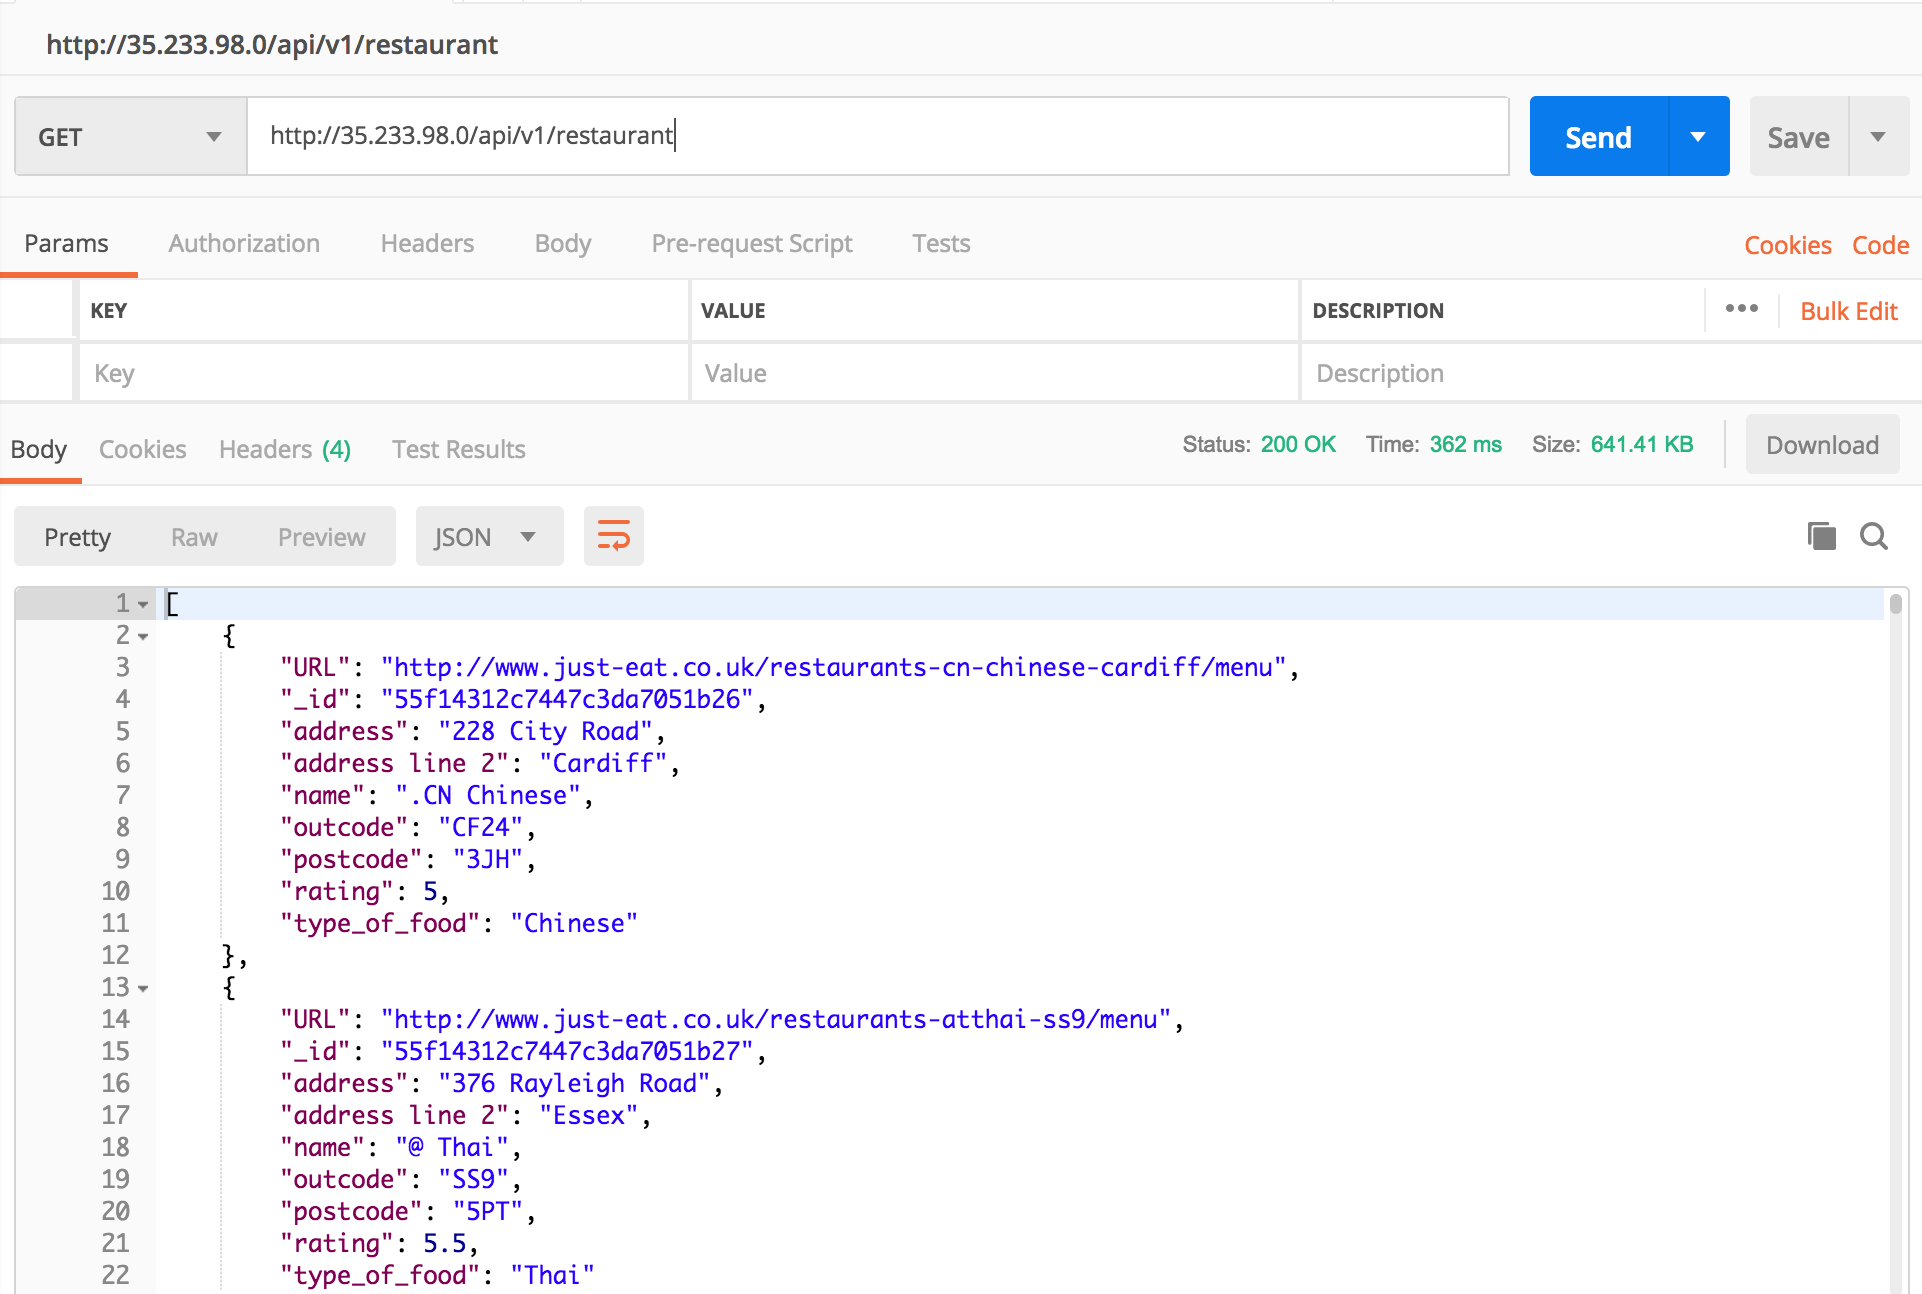 http://35.233.98.0/api/v1/restaurant
GET http://35.233.98.0/api/v1/restaurant Send Save
Params Authorization Headers Body Pre-request Script Tests Cookies Code
KEY VALUE DESCRIPTION ••• Bulk Edit
Key Value Description
Body Cookies Headers (4) Test Results Status: 200 OK Time: 362 ms Size: 641.41 KB Download
Pretty Raw Preview JSON
1 [
2 {
3 "URL": "http://www.just-eat.co.uk/restaurants-cn-chinese-cardiff/menu",
4 "_id": "55f14312c7447c3da7051b26",
5 "address": "228 City Road",
6 "address line 2": "Cardiff",
7 "name": ".CN Chinese",
8 "outcode": "CF24",
9 "postcode": "3JH",
10 "rating": 5,
11 "type_of_food": "Chinese"
12 },
13 {
14 "URL": "http://www.just-eat.co.uk/restaurants-atthai-ss9/menu",
15 "_id": "55f14312c7447c3da7051b27",
16 "address": "376 Rayleigh Road",
17 "address line 2": "Essex",
18 "name": "@ Thai",
19 "outcode": "SS9",
20 "postcode": "5PT",
21 "rating": 5.5,
22 "type_of_food": "Thai"